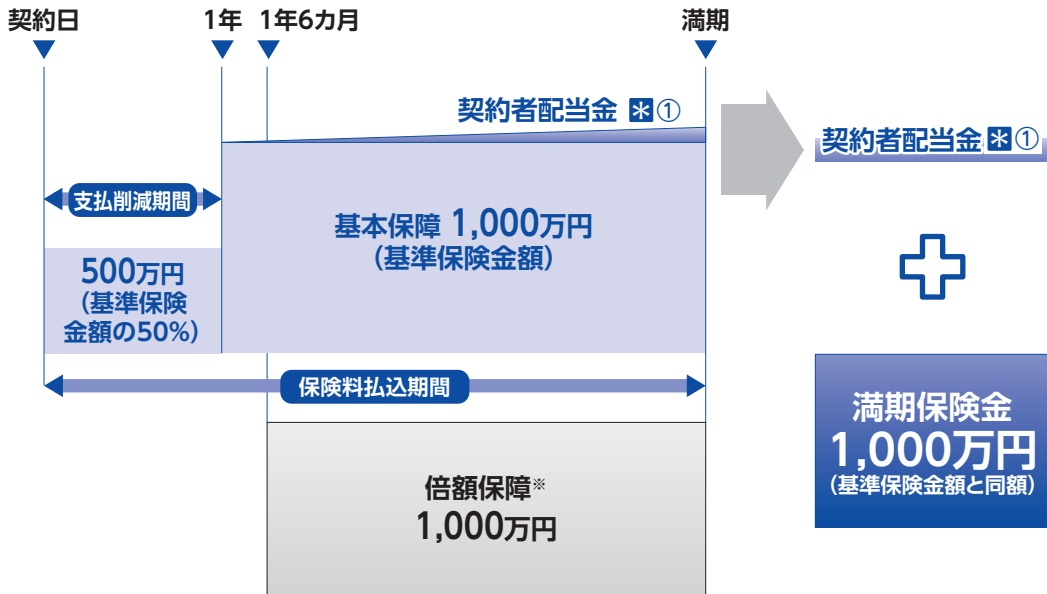 契約日
1年
1年6カ月
満期
契約者配当金 *①
契約者配当金 *①
支払削減期間
基本保障 1,000万円
（基準保険金額）
500万円
（基準保険
金額の50%）
保険料払込期間
満期保険金
1,000万円
（基準保険金額と同額）
倍額保障※
1,000万円